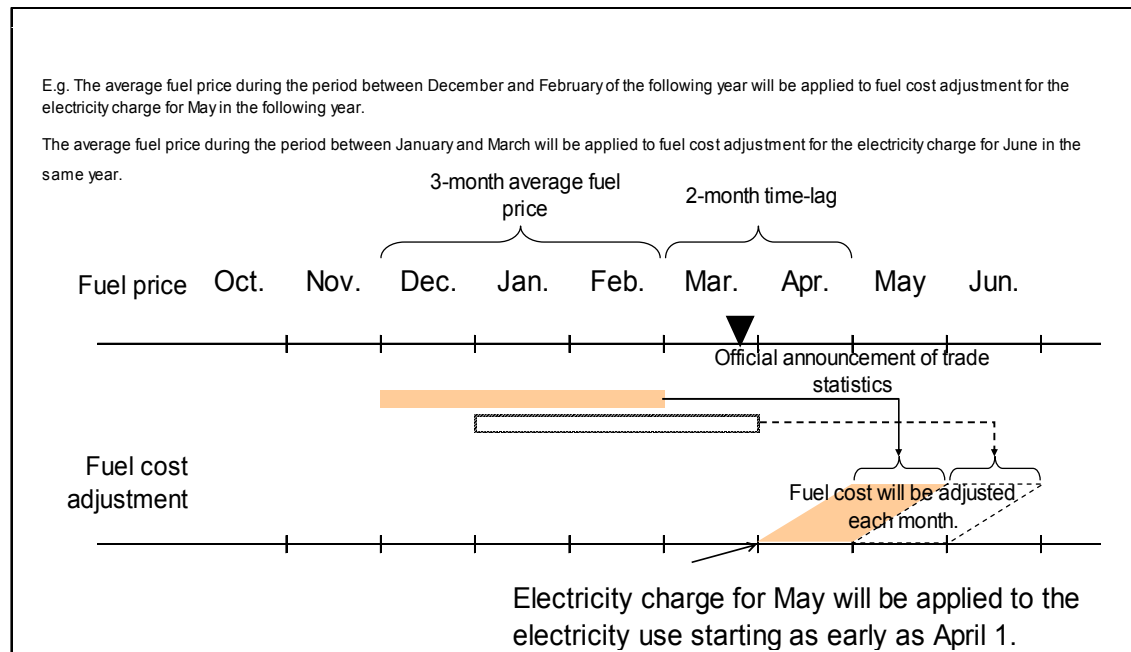 E.g. The average fuel price during the period between December and February of the following year will be applied to fuel cost adjustment for the
electricity charge for May in the following year.
The average fuel price during the period between January and March will be applied to fuel cost adjustment for the electricity charge for June in the
same year.
3-month average fuel
price
2-month time-lag
Fuel price Oct. Nov. Dec. Jan. Feb. Mar. Apr. May Jun.
Official announcement of trade
statistics
Fuel cost
adjustment
Fuel cost will be adjusted
each month.
Electricity charge for May will be applied to the
electricity use starting as early as April 1.